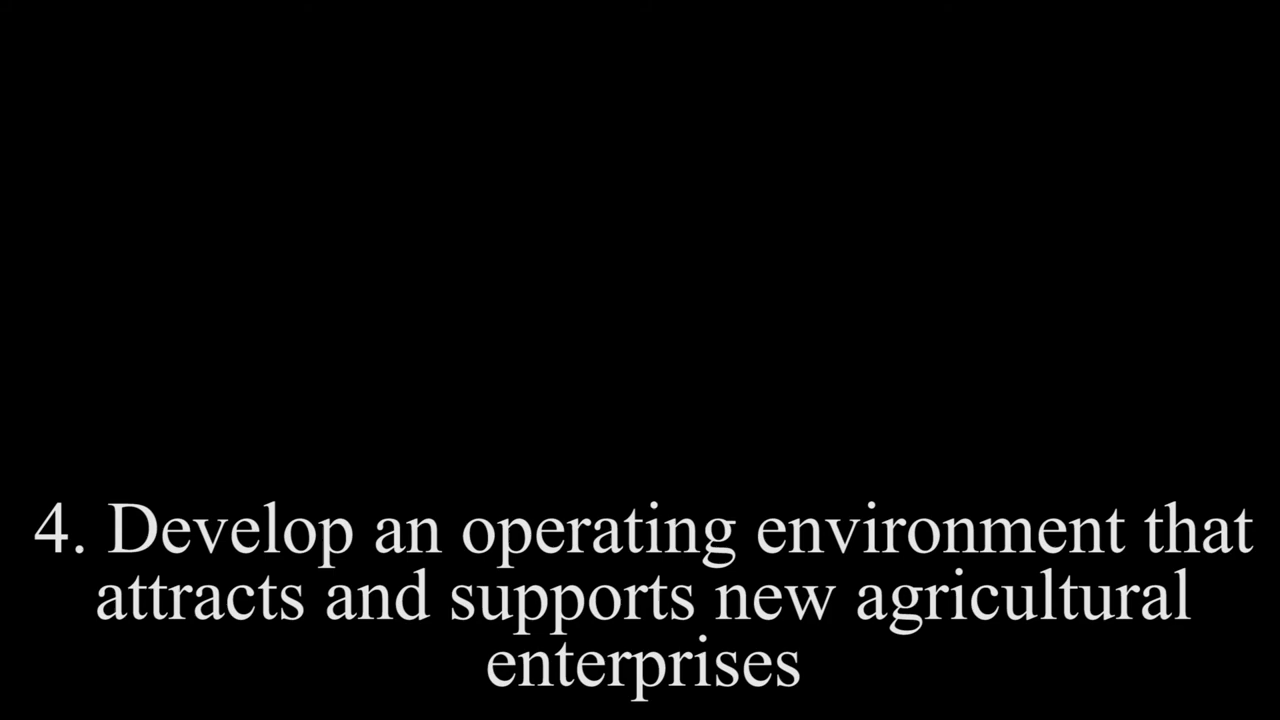 4. Develop an operating environment that
attracts and supports new agricultural
enterprises